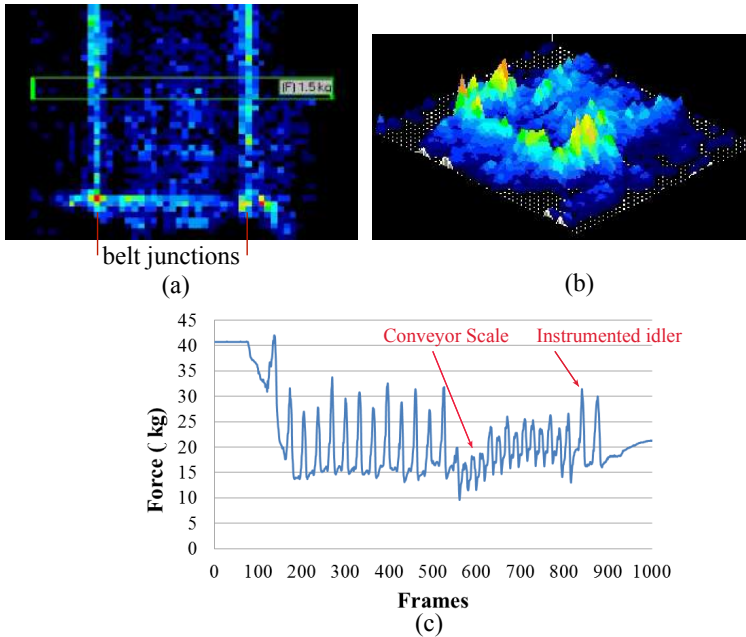 (F) 1.5 kg
belt junctions
(a)
(b)
Conveyor Scale
Instrumented idler
Force ( kg)
45
40
35
30
25
20
15
10
5
0
0 100 200 300 400 500 600 700 800 900 1000
Frames
(c)